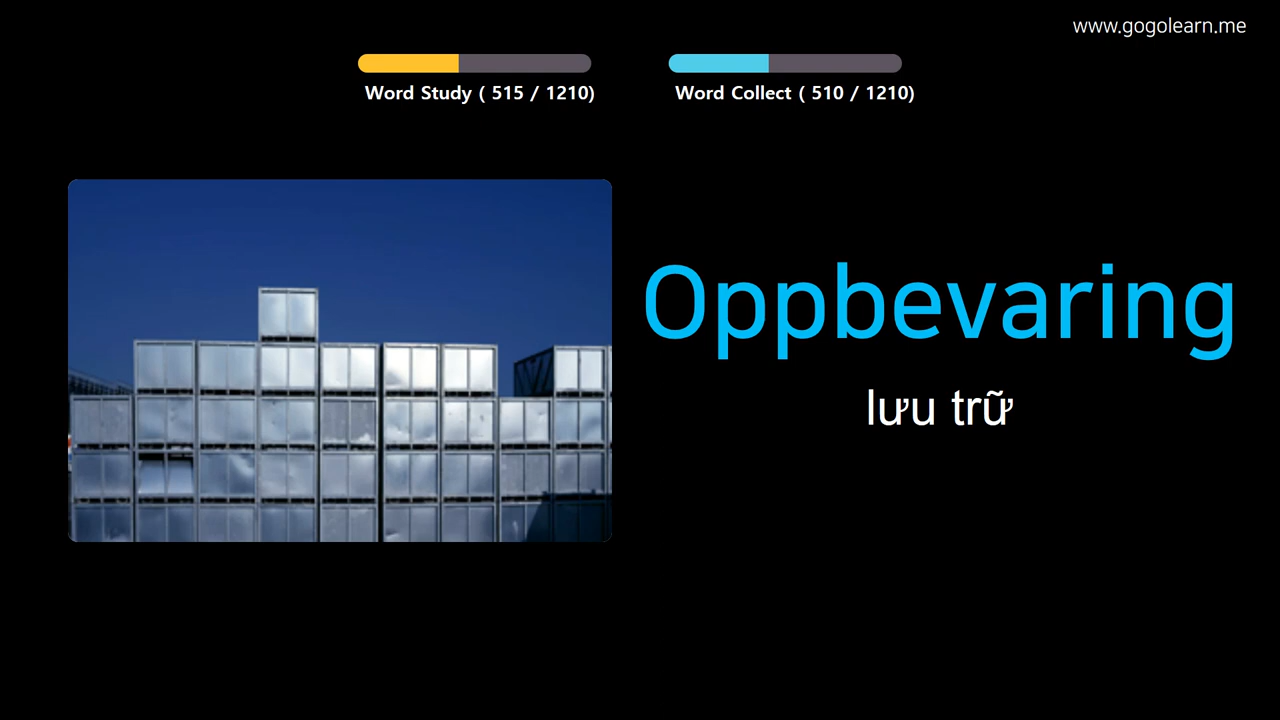 www.gogolearn.me
Word Study ( 515 / 1210)
Word Collect ( 510 / 1210)
Oppbevaring
lưu trữ